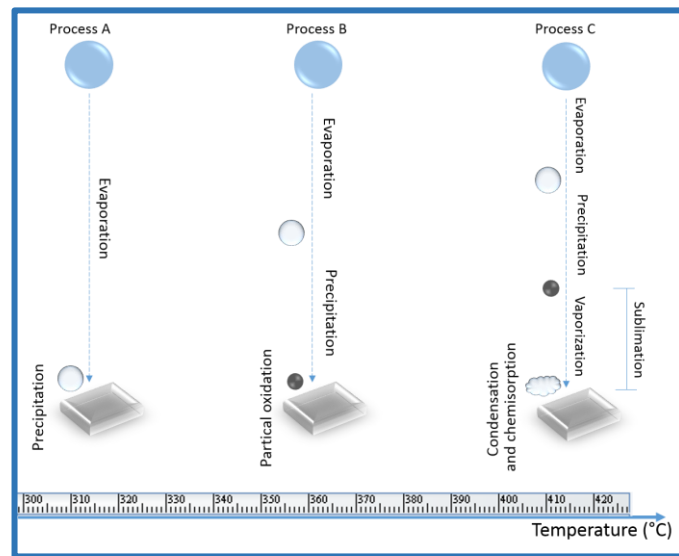 Process A
Process B
Process C
Evaporation
Precipitation
Evaporation
Precipitation
Partical oxidation
Evaporation
Precipitation
Vaporization
Sublimation
Condensation
and chemisorption
300 310 320 330 340 350 360 370 380 390 400 410 420
Temperature (°C)